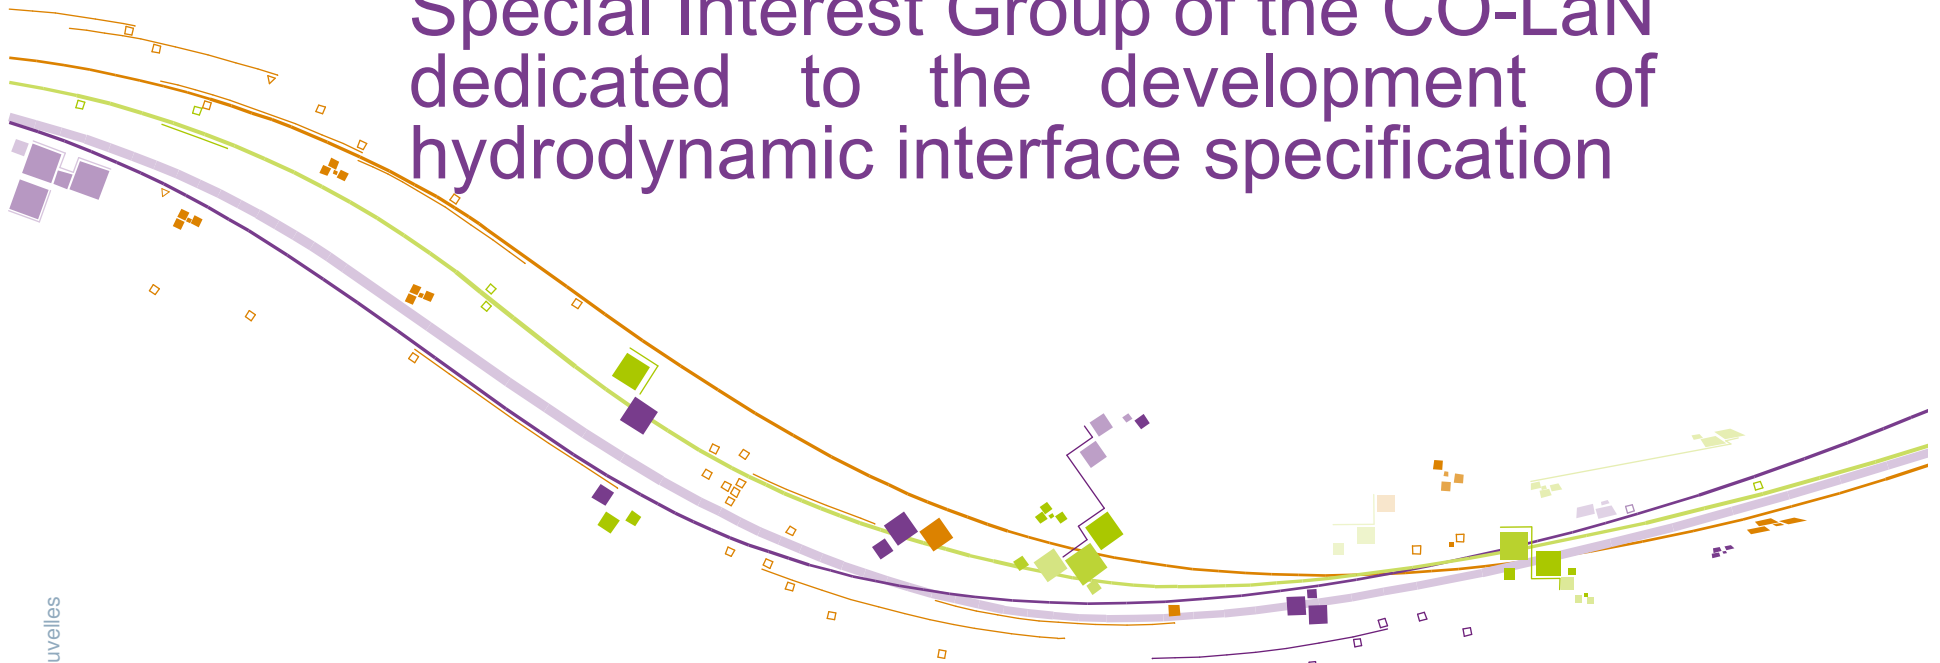 Special Interest Group of the CO-LaN
dedicated to the development of
hydrodynamic interface specification
uvelles